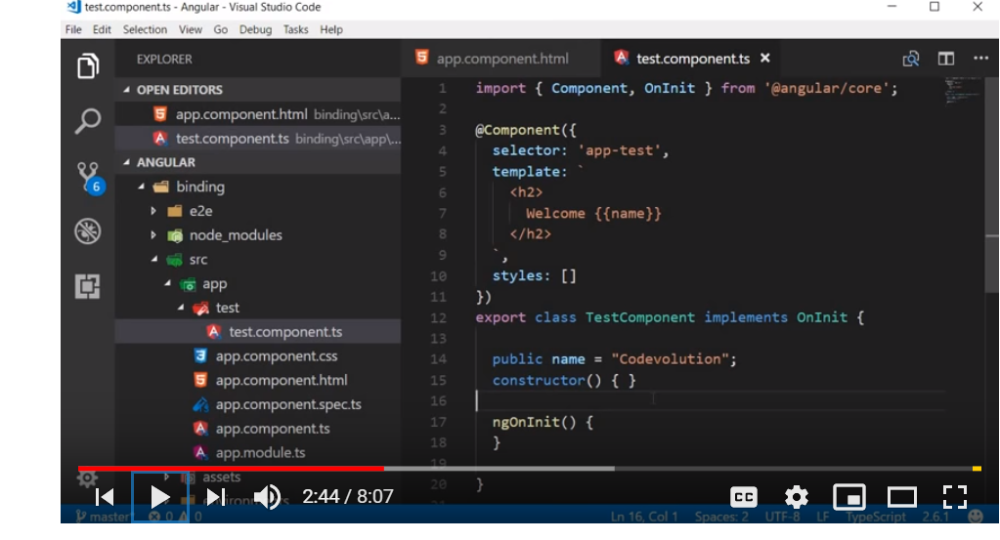 test.component.ts - Angular - Visual Studio Code
File Edit Selection View Go Debug Tasks Help
EXPLORER
OPEN EDITORS
app.component.html binding\src\a...
test.component.ts binding\src\app\...
ANGULAR
binding
e2e
node_modules
src
app
test
test.component.ts
app.component.css
app.component.html
app.component.spec.ts
app.component.ts
app.module.ts
assets
environments
6
app.component.html test.component.ts
1 import { Component, OnInit } from '@angular/core';
2
3 @Component({
4 selector: 'app-test',
5 template: `
6 <h2>
7 Welcome {{name}}
8 </h2>
9 `,
10 styles: []
11 })
12 export class TestComponent implements OnInit {
13
14 public name = "Codevolution";
15 constructor() { }
16
17 ngOnInit() {
18 }
19
20 }
2:44 / 8:07
CC
master 0 0 Ln 16, Col 1 Spaces: 2 UTF-8 LF TypeScript 2.6.1